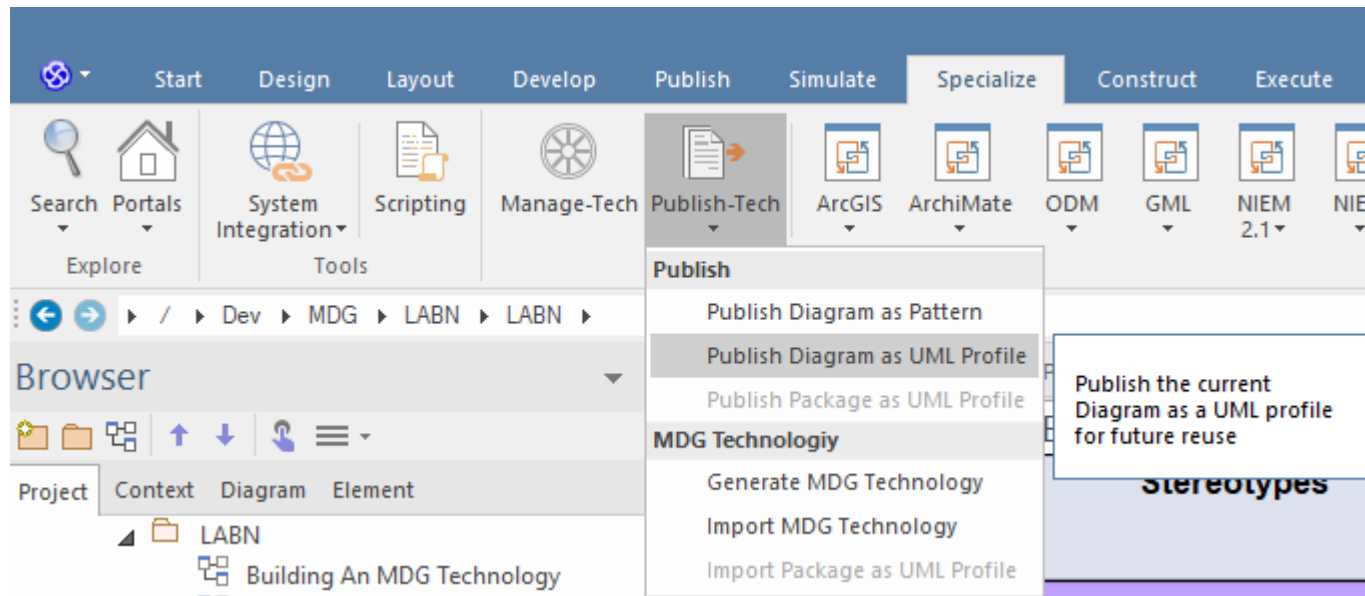 Start Design Layout Develop Publish Simulate Specialize Construct Execute
Search Portals System Integration Scripting Manage-Tech Publish-Tech ArcGIS ArchiMate ODM GML NIEM 2.1
Explore Tools
Publish
Publish Diagram as Pattern
Publish Diagram as UML Profile
Publish Package as UML Profile
MDG Technologiy
Generate MDG Technology
Import MDG Technology
Import Package as UML Profile
/ Dev MDG LABN LABN
Browser
Project Context Diagram Element
LABN
Building An MDG Technology
Publish the current
Diagram as a UML profile
for future reuse
Stereotypes